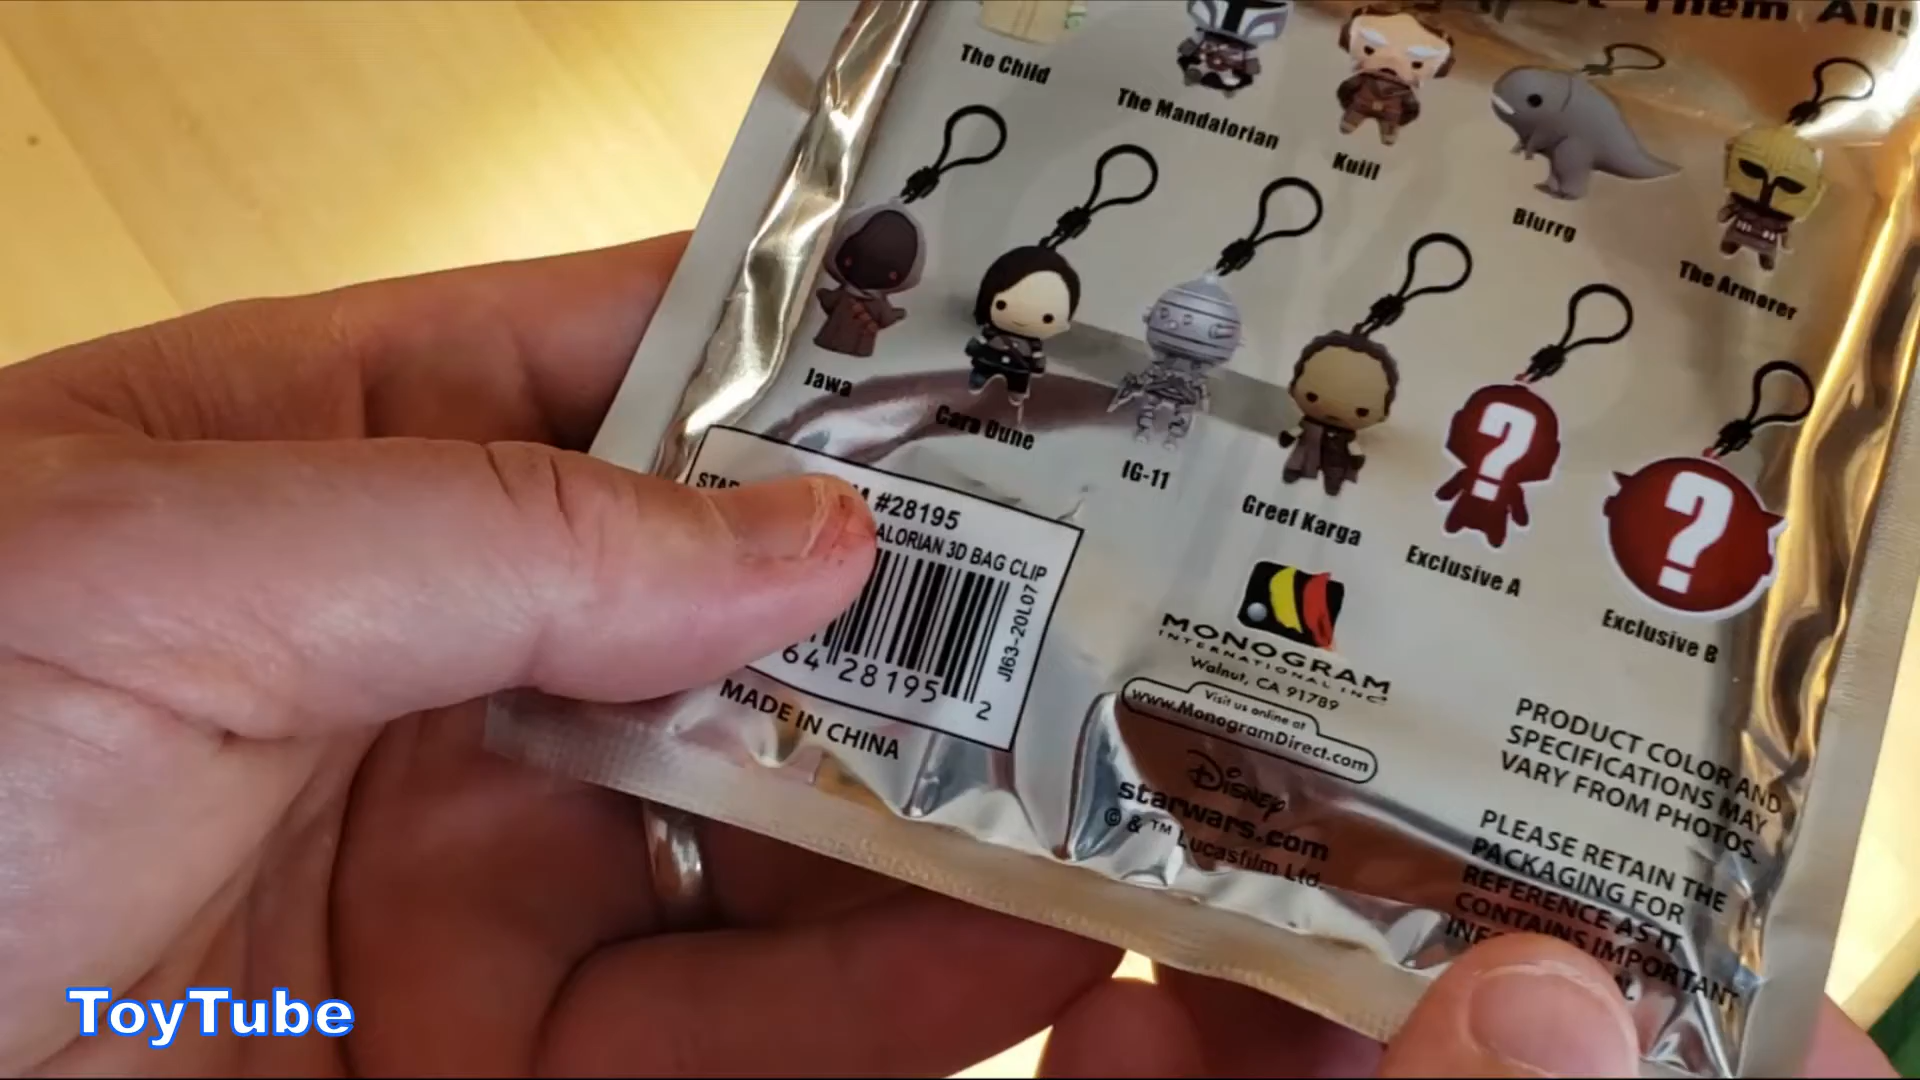 Them All!
The Child
The Mandalorian
Kuiil
Blurrg
The Armorer
Jawa
Cara Dune
IG-11
Greef Karga
Exclusive A
Exclusive B
#28195
3D BAG CLIP
64 28195 2
JI63-20L07
MADE IN CHINA
MONOGRAM
INTERNATIONAL INC
Walnut, CA 91789
Visit us online at
www.MonogramDirect.com
Disney
starwars.com
© & ™ Lucasfilm Ltd.
PRODUCT COLOR AND
SPECIFICATIONS MAY
VARY FROM PHOTOS.
PLEASE RETAIN THE
PACKAGING FOR
REFERENCE AS IT
CONTAINS IMPORTANT
ToyTube